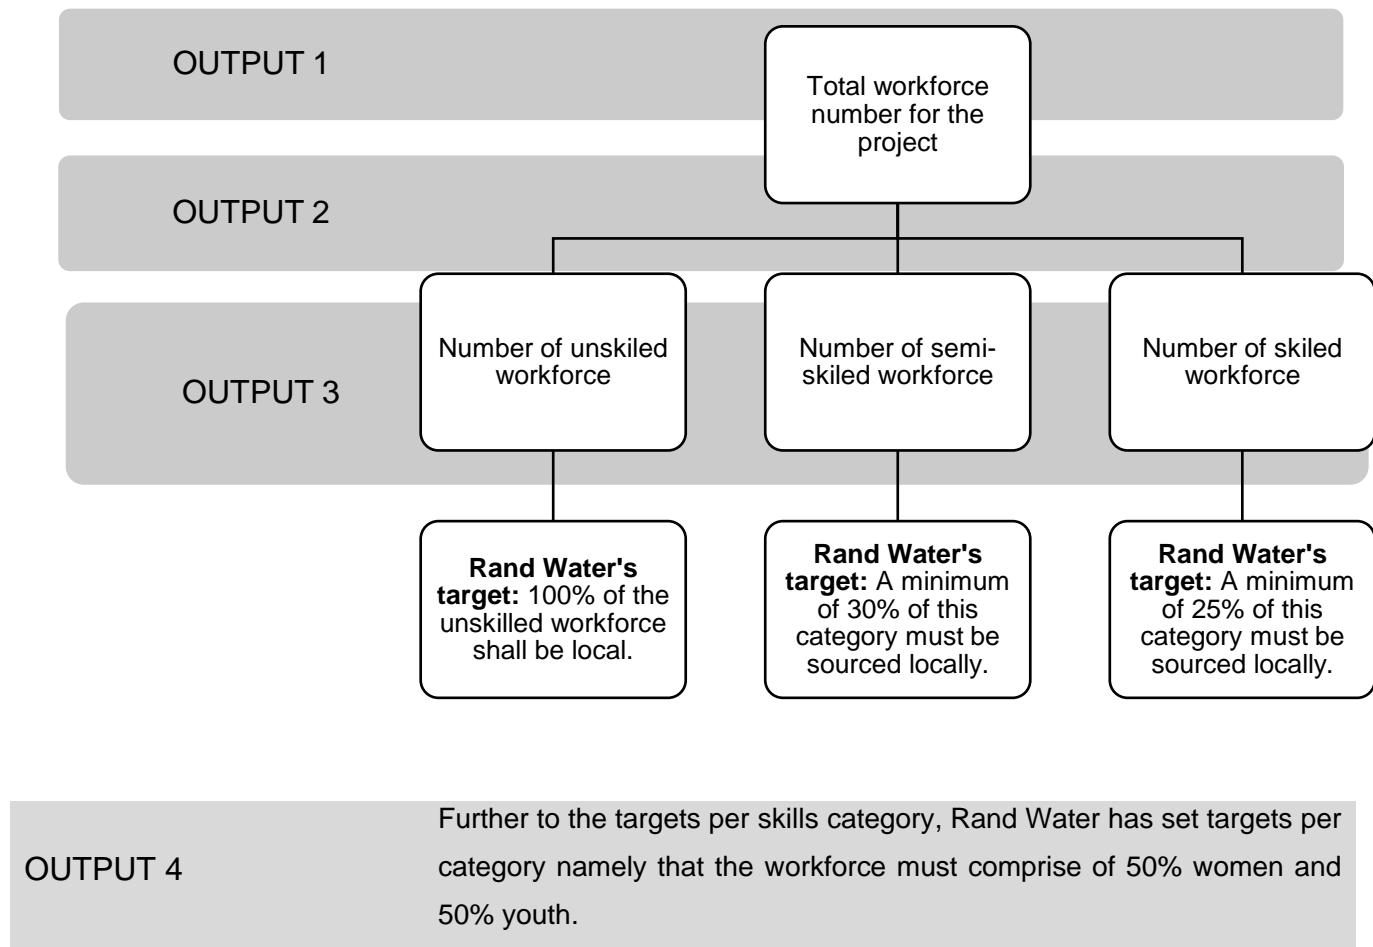 OUTPUT 1
Total workforce
number for the
project
OUTPUT 2
Number of unskiled
workforce
Number of semi-
skiled workforce
Number of skiled
workforce
OUTPUT 3
Rand Water's
target: 100% of the
unskilled workforce
shall be local.
Rand Water's
target: A minimum
of 30% of this
category must be
sourced locally.
Rand Water's
target: A minimum
of 25% of this
category must be
sourced locally.
OUTPUT 4
Further to the targets per skills category, Rand Water has set targets per
category namely that the workforce must comprise of 50% women and
50% youth.